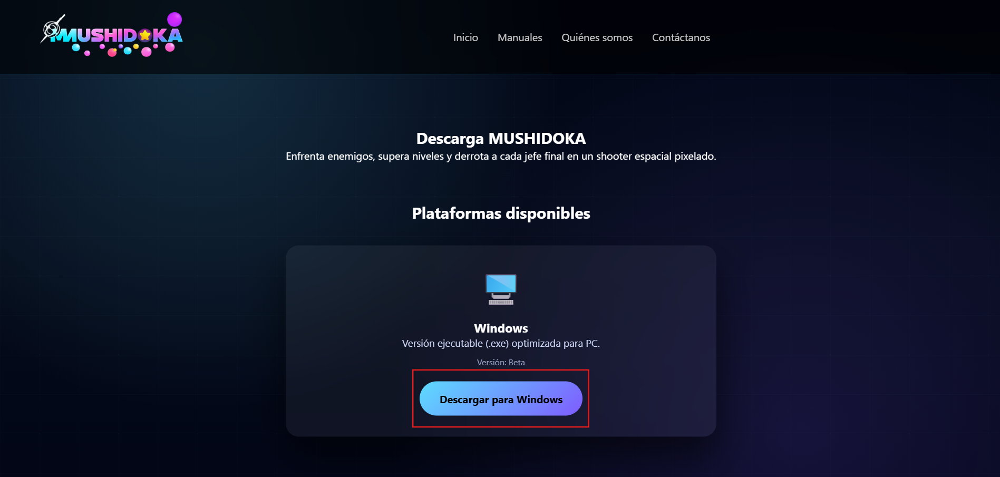 MUSHIDOKA
Inicio Manuales Quiénes somos Contáctanos
Descarga MUSHIDOKA
Enfrenta enemigos, supera niveles y derrota a cada jefe final en un shooter espacial pixelado.
Plataformas disponibles
Windows
Versión ejecutable (.exe) optimizada para PC.
Versión: Beta
Descargar para Windows